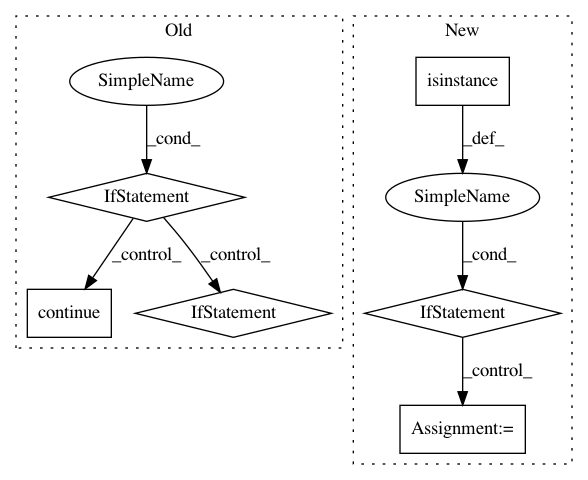 Old
New
SimpleName
isinstance
_cond_
_def_
IfStatement
SimpleName
_control_
_control_
_cond_
continue
IfStatement
IfStatement
_control_
Assignment:=